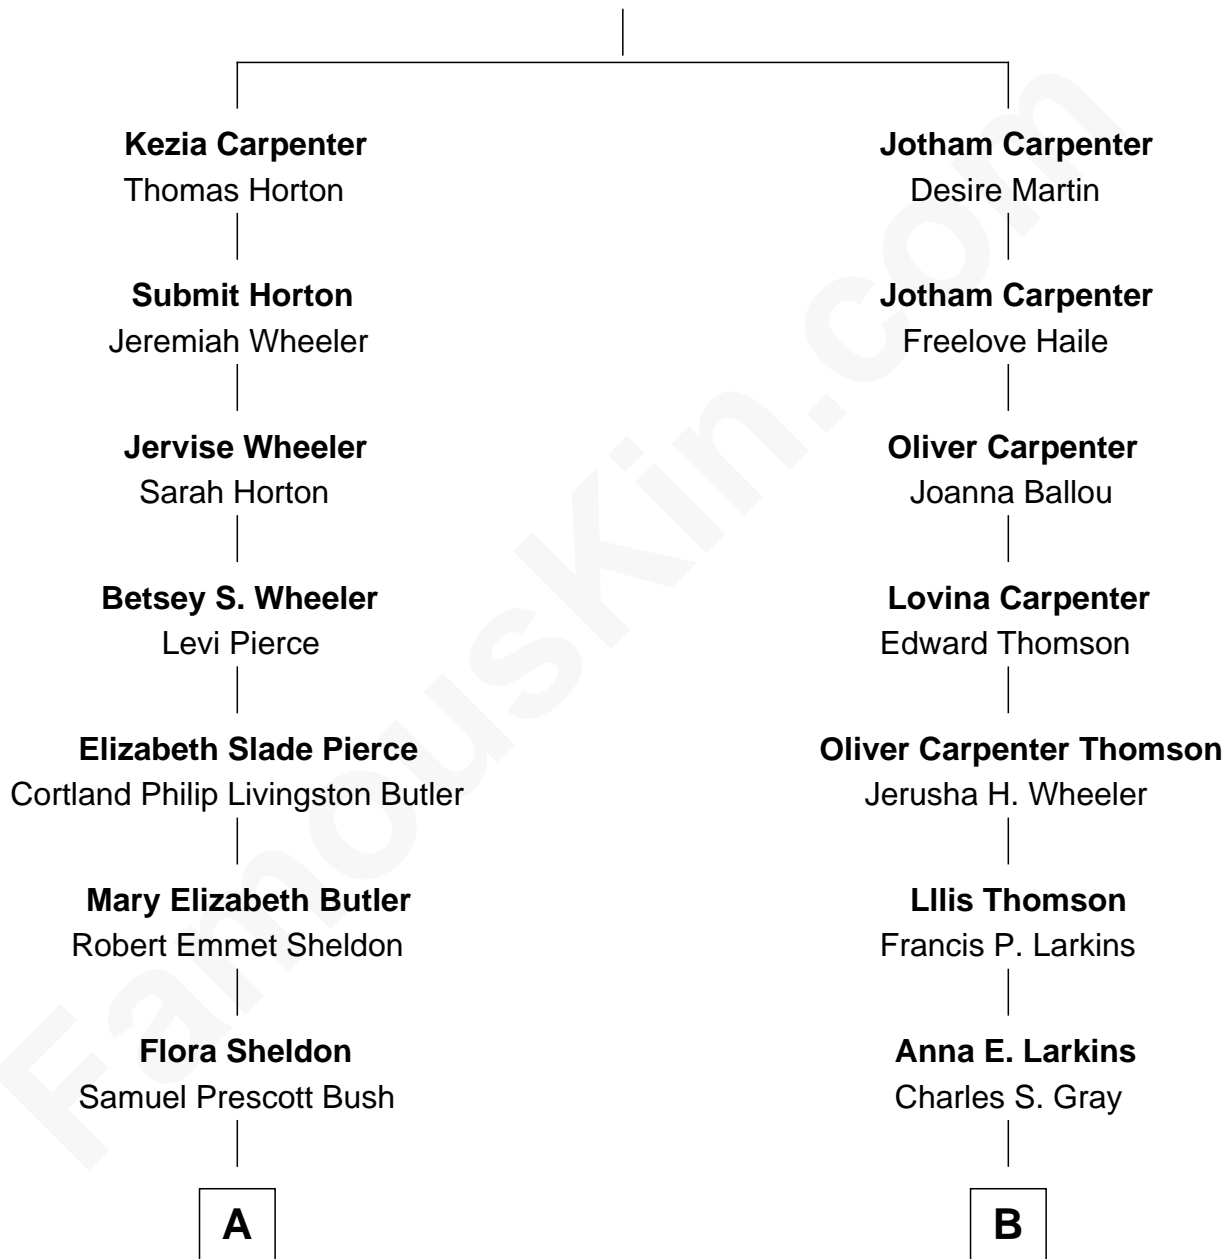 Kezia Carpenter
Thomas Horton
Submit Horton
Jeremiah Wheeler
Jervise Wheeler
Sarah Horton
Betsey S. Wheeler
Levi Pierce
Elizabeth Slade Pierce
Cortland Philip Livingston Butler
Mary Elizabeth Butler
Robert Emmet Sheldon
Flora Sheldon
Samuel Prescott Bush
A
Jotham Carpenter
Desire Martin
Jotham Carpenter
Freelove Haile
Oliver Carpenter
Joanna Ballou
Lovina Carpenter
Edward Thomson
Oliver Carpenter Thomson
Jerusha H. Wheeler
Lllis Thomson
Francis P. Larkins
Anna E. Larkins
Charles S. Gray
B
FamousKin.com